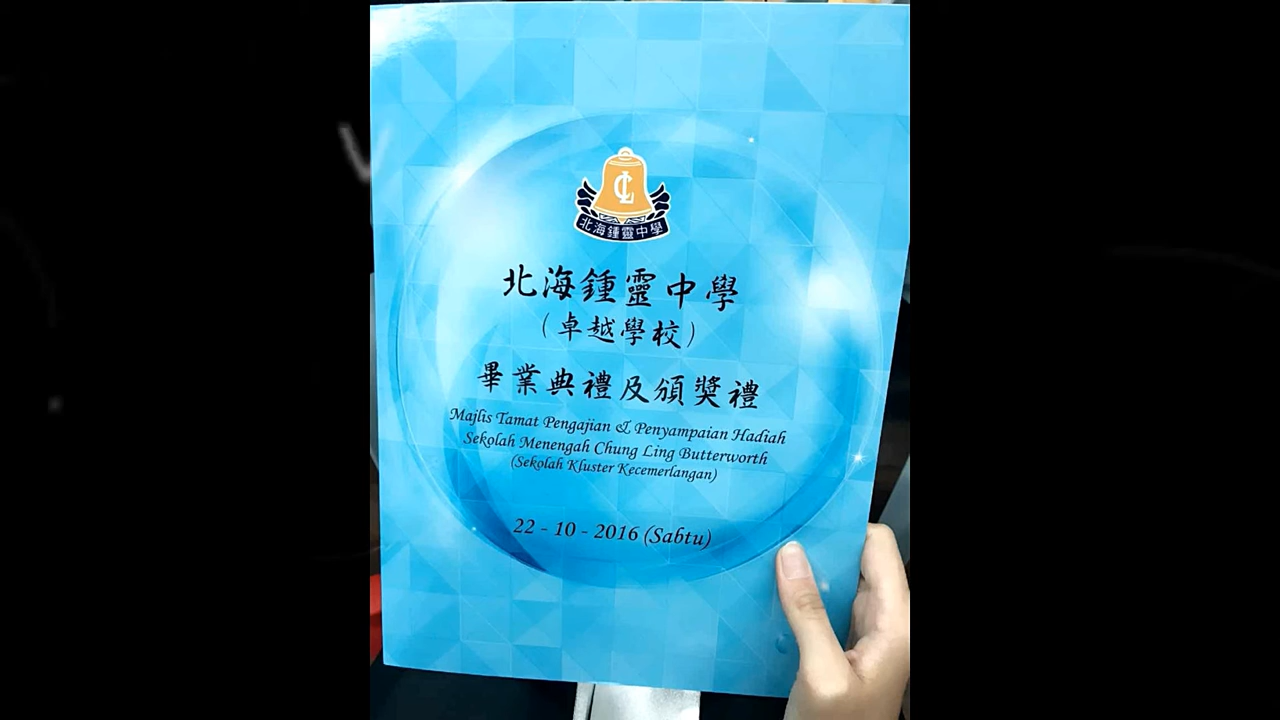 CL
北海鍾靈中學
北海鍾靈中學
(卓越學校)
畢業典禮及頒獎禮
Majlis Tamat Pengajian & Penyampaian Hadiah
Sekolah Menengah Chung Ling Butterworth
(Sekolah Kluster Kecemerlangan)
22 - 10 - 2016 (Sabtu)